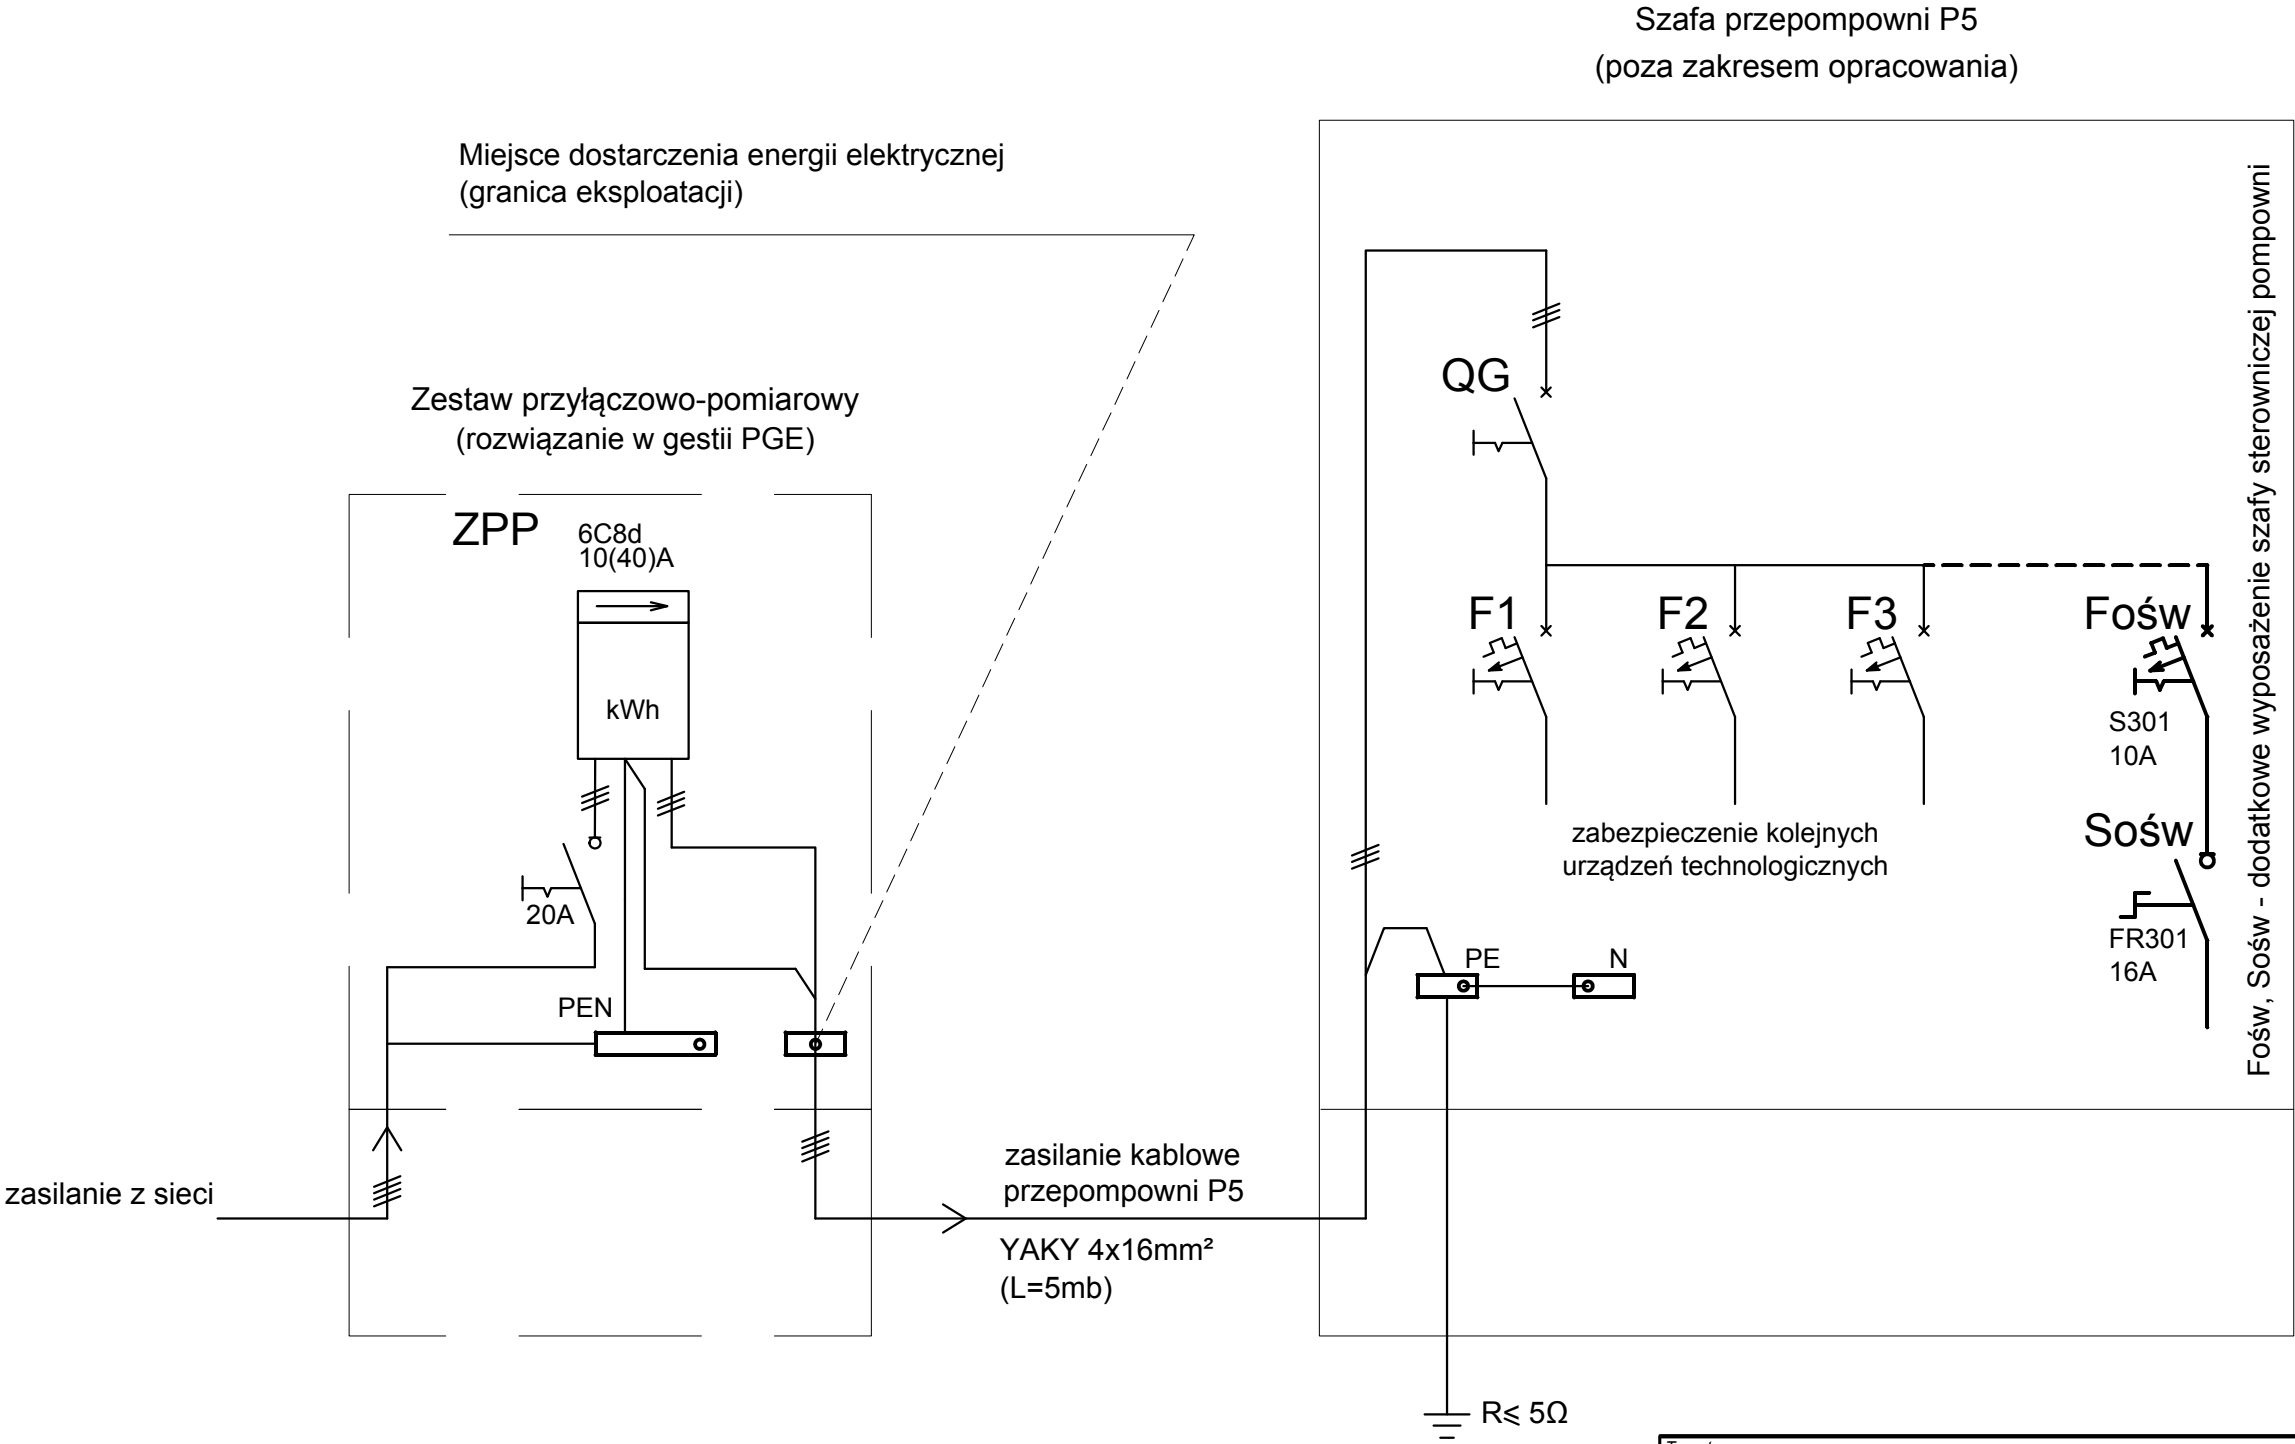 Szafa przepompowni P5
(poza zakresem opracowania)
Miejsce dostarczenia energii elektrycznej
(granica eksploatacji)
Zestaw przyłączowo-pomiarowy
(rozwiązanie w gestii PGE)
ZPP
6C8d
10(40)A
kWh
20A
PEN
zasilanie z sieci
zasilanie kablowe
przepompowni P5
YAKY 4x16mm²
(L=5mb)
QG
F1
F2
F3
Fośw
S301
10A
zabezpieczenie kolejnych
urządzeń technologicznych
Sośw
FR301
16A
PE
N
R⩽ 5Ω
Fośw, Sośw - dodatkowe wyposażenie szafy sterowniczej pompowni